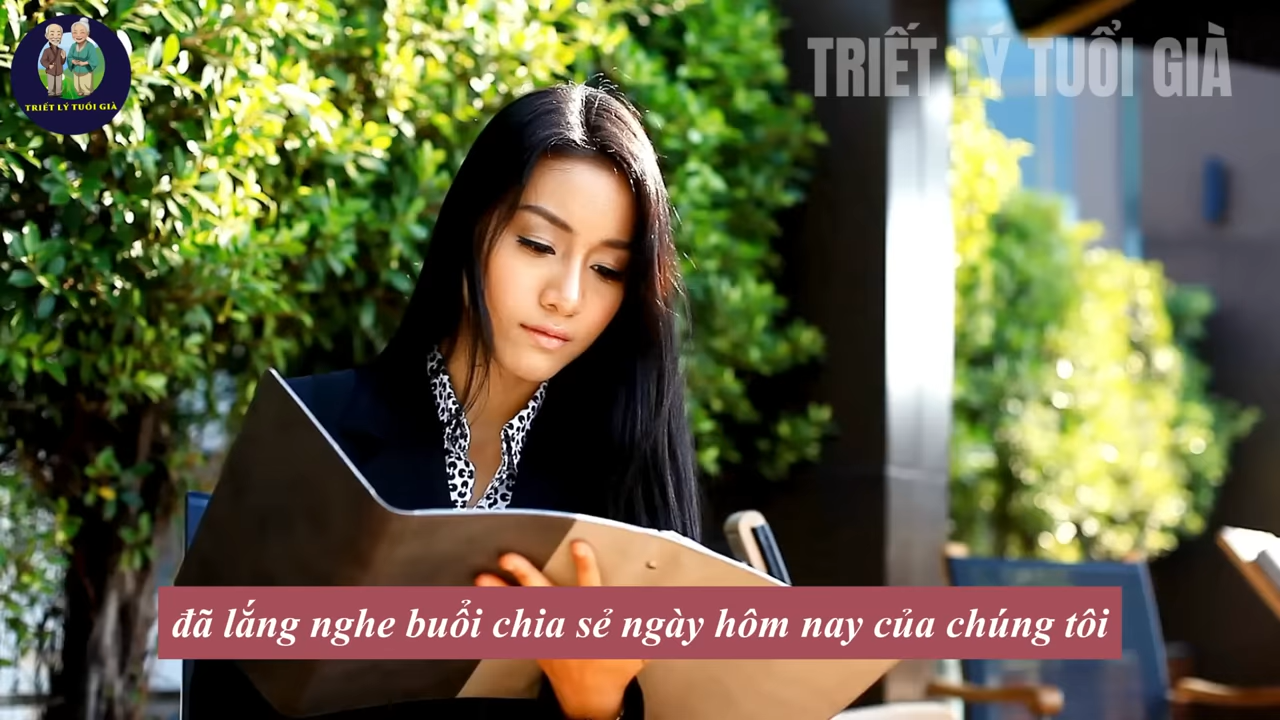 TRIẾT LÝ TUỔI GIÀ
TRIẾT LÝ TUỔI GIÀ
đã lắng nghe buổi chia sẻ ngày hôm nay của chúng tôi